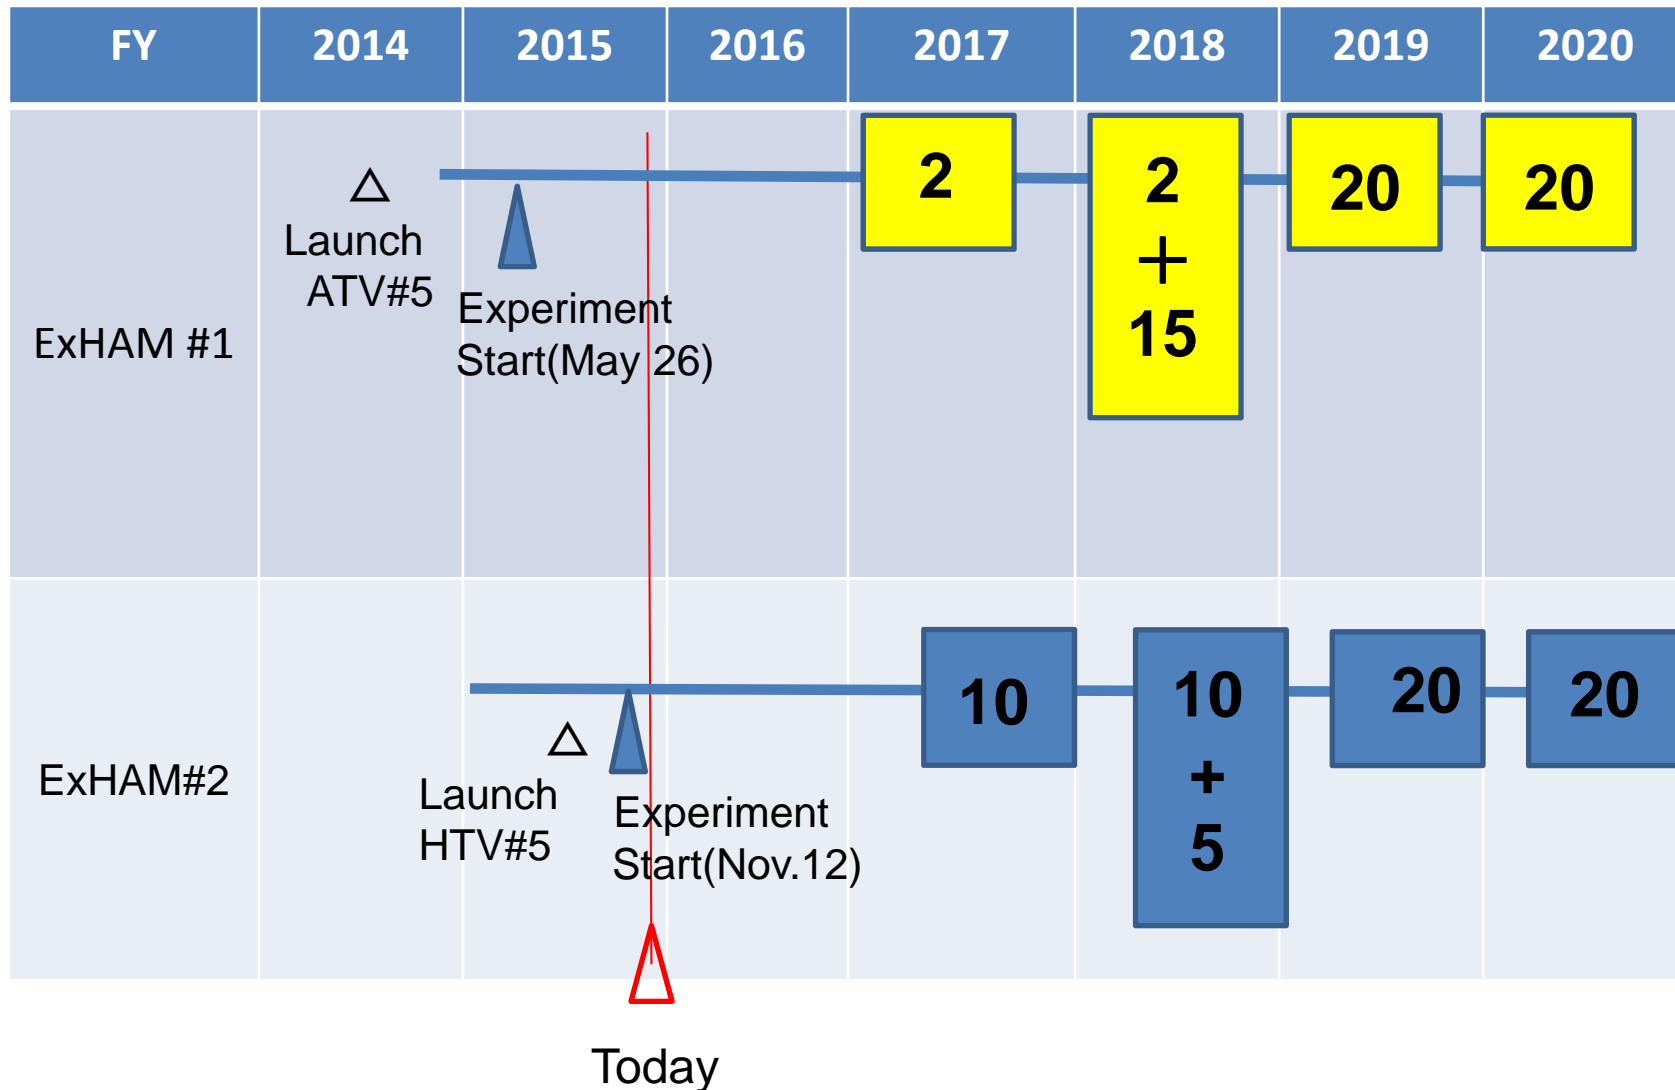 FY 2014 2015 2016 2017 2018 2019 2020
ExHAM #1
Launch
ATV#5
Experiment
Start(May 26)
2
2
+
15
20
20
ExHAM#2
Launch
HTV#5
Experiment
Start(Nov.12)
10
10
+
5
20
20
Today